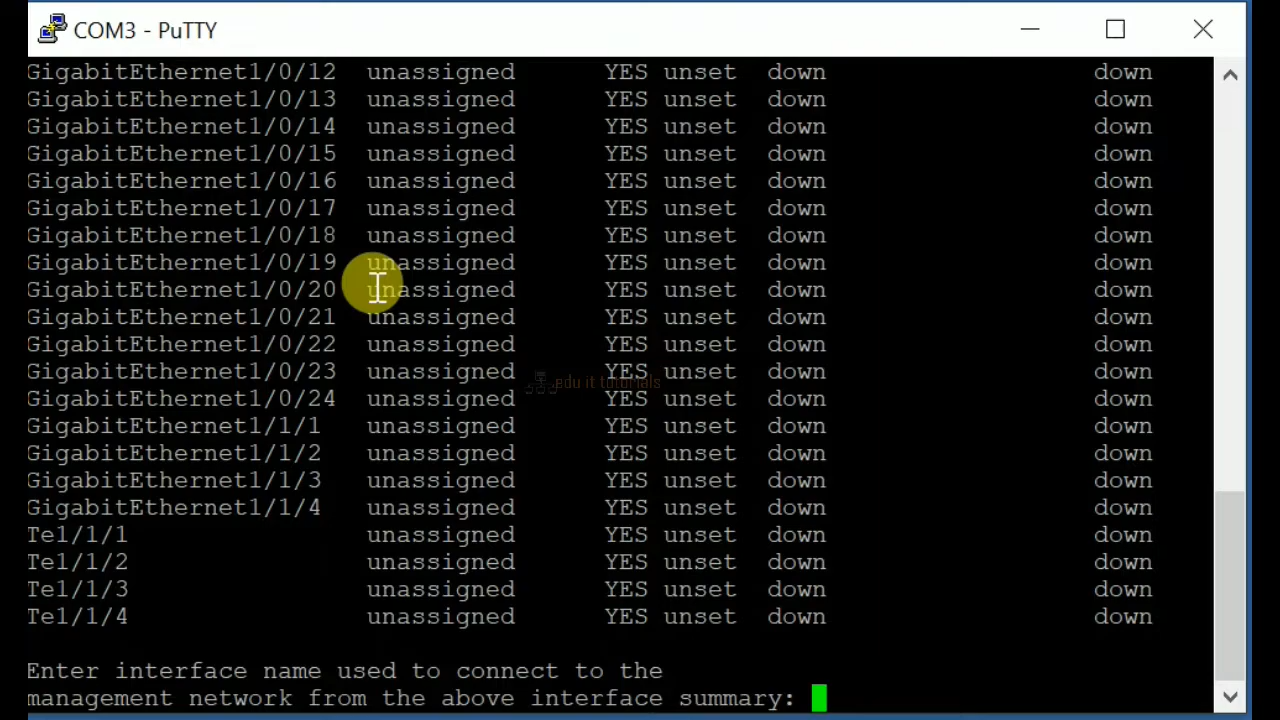 COM3 - PuTTY
GigabitEthernet1/0/12 unassigned YES unset down down
GigabitEthernet1/0/13 unassigned YES unset down down
GigabitEthernet1/0/14 unassigned YES unset down down
GigabitEthernet1/0/15 unassigned YES unset down down
GigabitEthernet1/0/16 unassigned YES unset down down
GigabitEthernet1/0/17 unassigned YES unset down down
GigabitEthernet1/0/18 unassigned YES unset down down
GigabitEthernet1/0/19 unassigned YES unset down down
GigabitEthernet1/0/20 unassigned YES unset down down
GigabitEthernet1/0/21 unassigned YES unset down down
GigabitEthernet1/0/22 unassigned YES unset down down
GigabitEthernet1/0/23 unassigned YES unset down down
edu it tutorials
GigabitEthernet1/0/24 unassigned YES unset down down
GigabitEthernet1/1/1 unassigned YES unset down down
GigabitEthernet1/1/2 unassigned YES unset down down
GigabitEthernet1/1/3 unassigned YES unset down down
GigabitEthernet1/1/4 unassigned YES unset down down
Te1/1/1 unassigned YES unset down down
Te1/1/2 unassigned YES unset down down
Te1/1/3 unassigned YES unset down down
Te1/1/4 unassigned YES unset down down
Enter interface name used to connect to the
management network from the above interface summary: